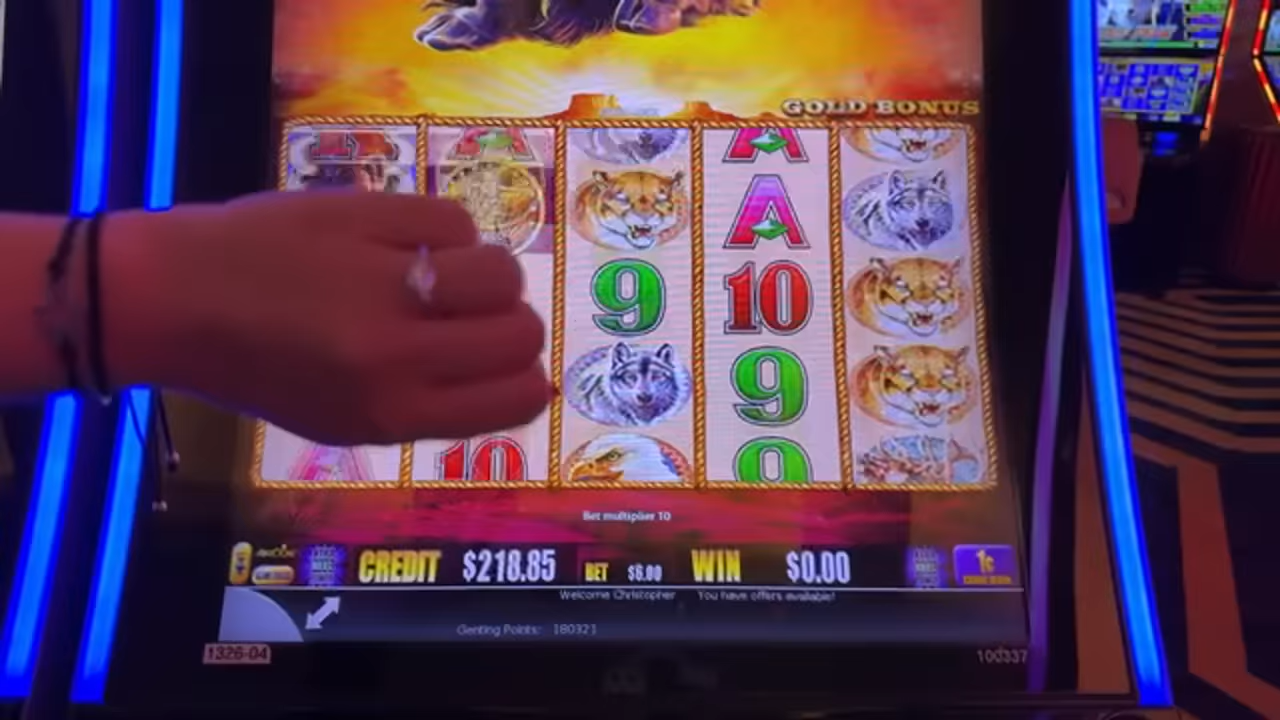 GOLD BONUS
A A
A
9 10
9
10 9
Bet multiplier 10
CREDIT $218.85 BET $6.00 WIN $0.00 1¢
Welcome Christopher You have offers available!
Genting Points: 180321
1326-04 100337